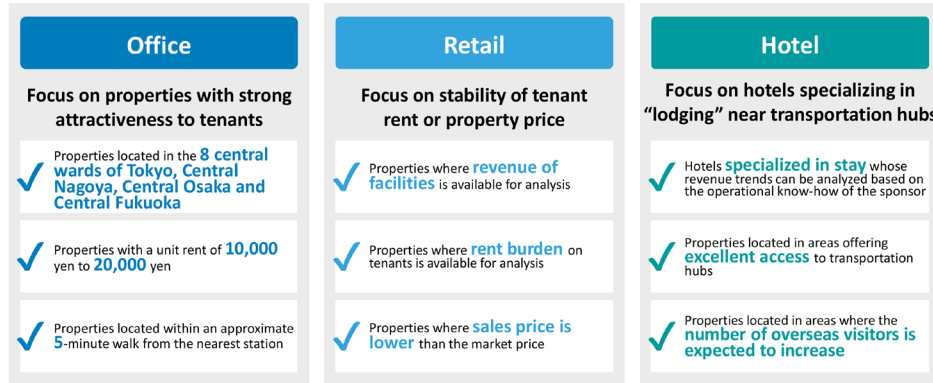 Office
Focus on properties with strong
attractiveness to tenants
Properties located in the 8 central
wards of Tokyo, Central
Nagoya, Central Osaka and
Central Fukuoka
Properties with a unit rent of 10,000
yen to 20,000 yen
Properties located within an approximate
5-minute walk from the nearest station
Retail
Focus on stability of tenant
rent or property price
Properties where revenue of
facilities is available for analysis
Properties where rent burden on
tenants is available for analysis
Properties where sales price is
lower than the market price
Hotel
Focus on hotels specializing in
“lodging” near transportation hubs
Hotels specialized in stay whose
revenue trends can be analyzed based on
the operational know-how of the sponsor
Properties located in areas offering
excellent access to transportation
hubs
Properties located in areas where the
number of overseas visitors is
expected to increase